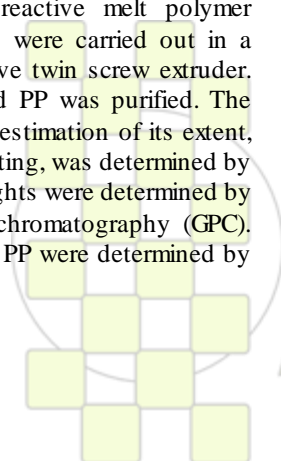 reactive melt polymer
were carried out in a
ve twin screw extruder.
d PP was purified. The
estimation of its extent,
ting, was determined by
ghts were determined by
chromatography (GPC).
PP were determined by